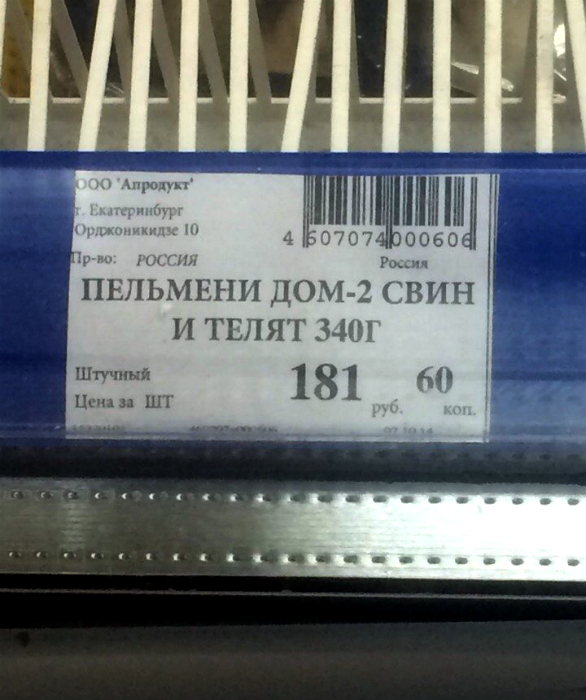 ООО 'Апродукт'
г. Екатеринбург
Орджоникидзе 10
4 607074 000606
Пр-во: РОССИЯ
Россия
ПЕЛЬМЕНИ ДОМ-2 СВИН
И ТЕЛЯТ 340Г
Штучный
181 руб. 60 коп.
Цена за ШТ